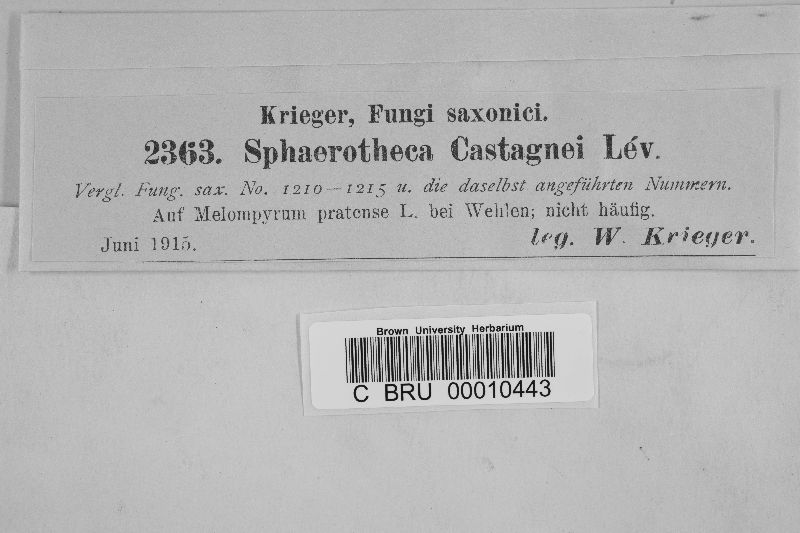 Krieger, Fungi saxonici.
2363. Sphaerotheca Castagnei Lév.
Vergl. Fung. sax. No. 1210—1215 u. die daselbst angeführten Nummern.
Auf Melompyrum pratense L. bei Wehlen; nicht häufig.
Juni 1915. leg. W. Krieger.
Brown University Herbarium
C BRU 00010443